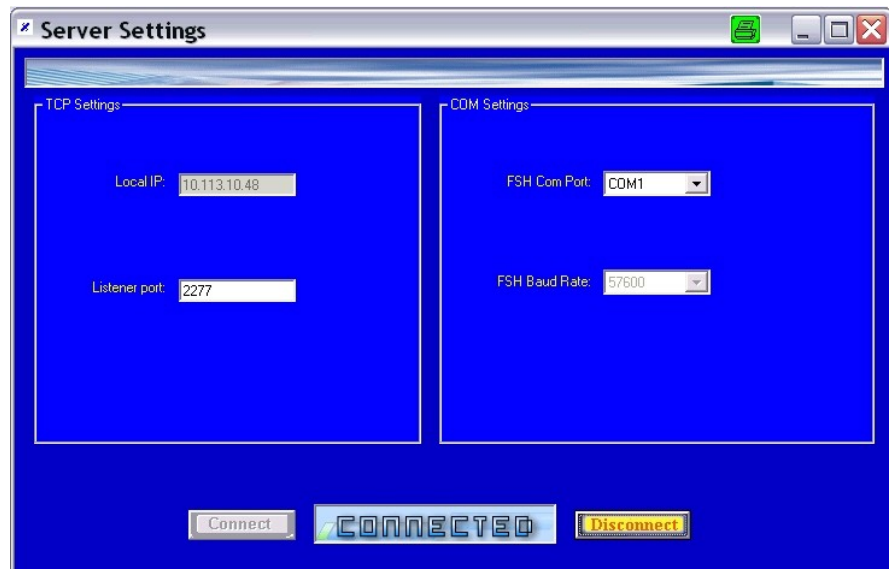 Server Settings
TCP Settings
Local IP: 10.113.10.48
Listener port: 2277
COM Settings
FSH Com Port: COM1
FSH Baud Rate: 57600
Connect
CONNECTED
Disconnect